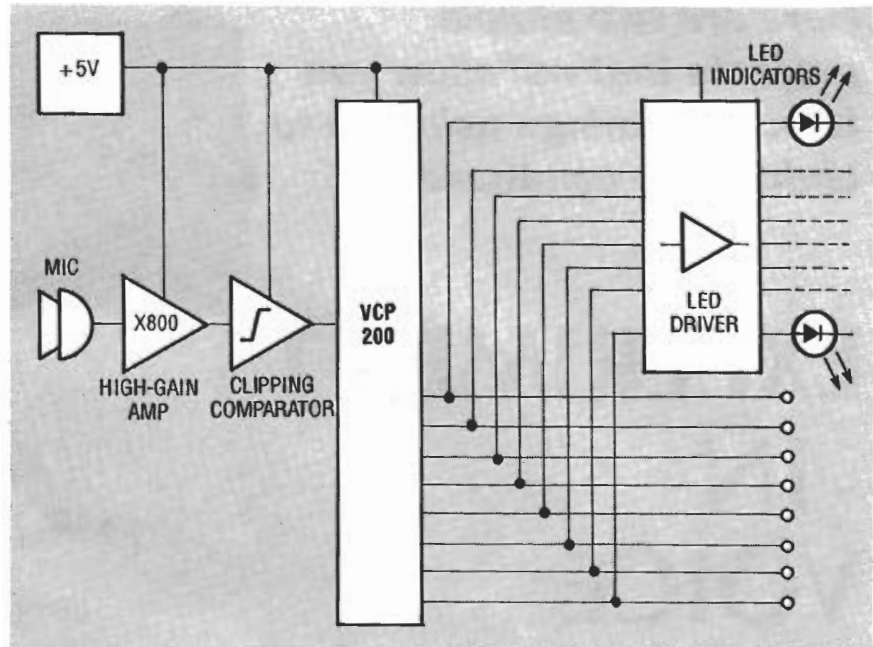 +5V
LED
INDICATORS
MIC
X800
HIGH-GAIN
AMP
CLIPPING
COMPARATOR
VCP
200
LED
DRIVER